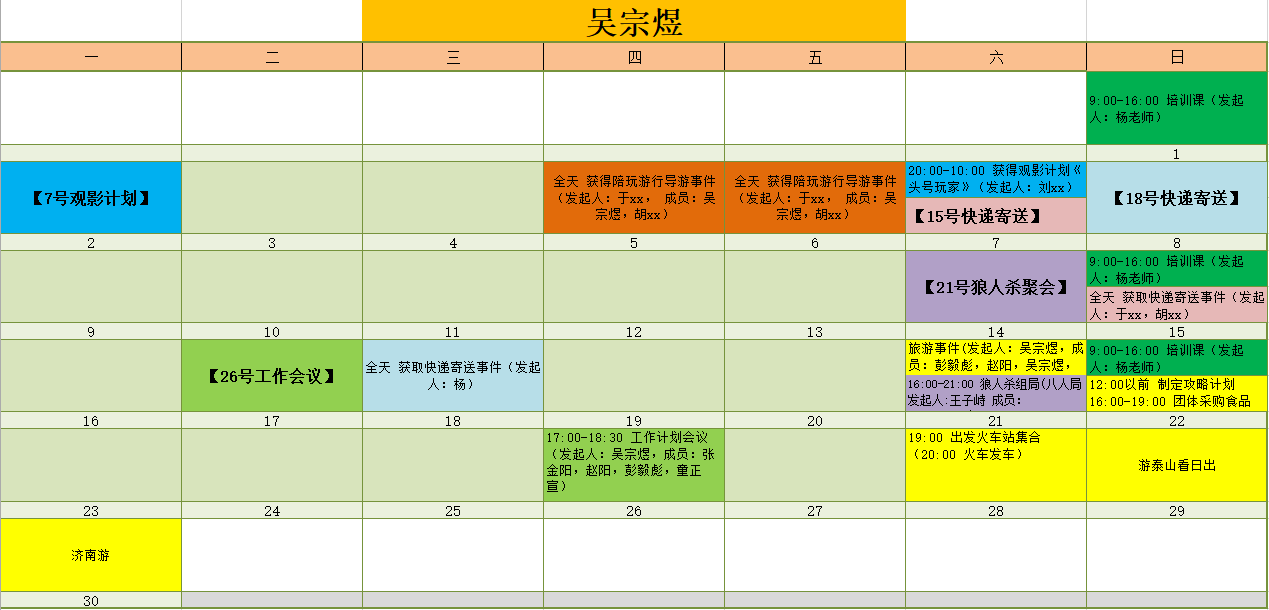 吴宗煜
一 二 三 四 五 六 日
9:00-16:00 培训课（发起
人：杨老师）
1
【7号观影计划】
全天 获得陪玩游行导游事件
（发起人：于xx， 成员：吴
宗煜，胡xx）
全天 获得陪玩游行导游事件
（发起人：于xx， 成员：吴
宗煜，胡xx）
20:00-10:00 获得观影计划《
头号玩家》（发起人：刘xx）
【15号快递寄送】
【18号快递寄送】
2 3 4 5 6 7 8
【21号狼人杀聚会】
9:00-16:00 培训课（发起
人：杨老师）
全天 获取快递寄送事件（发起
人：于xx，胡xx）
9 10 11 12 13 14 15
【26号工作会议】
全天 获取快递寄送事件（发起
人：杨）
旅游事件(发起人：吴宗煜，成
员：彭毅彪，赵阳，吴宗煜，
16:00-21:00 狼人杀组局(八人局
发起人:王子峙 成员：
9:00-16:00 培训课（发起
人：杨老师）
12:00以前 制定攻略计划
16:00-19:00 团体采购食品
16 17 18 19 20 21 22
17:00-18:30 工作计划会议
（发起人：吴宗煜，成员：张
金阳，赵阳，彭毅彪，童正
宣）
19:00 出发火车站集合
（20:00 火车发车）
游泰山看日出
23 24 25 26 27 28 29
济南游
30